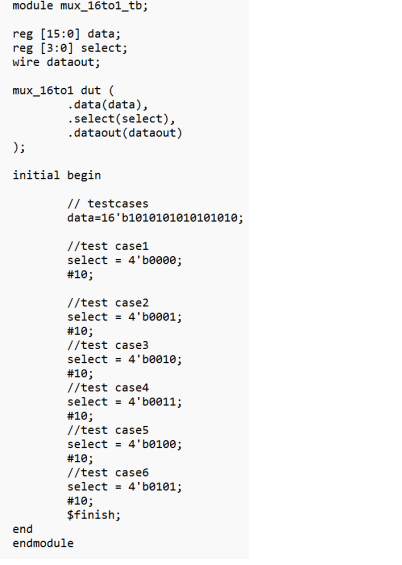 module mux_16to1_tb;
reg [15:0] data;
reg [3:0] select;
wire dataout;
mux_16to1 dut (
.data(data),
.select(select),
.dataout(dataout)
);
initial begin
// testcases
data=16'b1010101010101010;
//test case1
select = 4'b0000;
#10;
//test case2
select = 4'b0001;
#10;
//test case3
select = 4'b0010;
#10;
//test case4
select = 4'b0011;
#10;
//test case5
select = 4'b0100;
#10;
//test case6
select = 4'b0101;
#10;
$finish;
end
endmodule